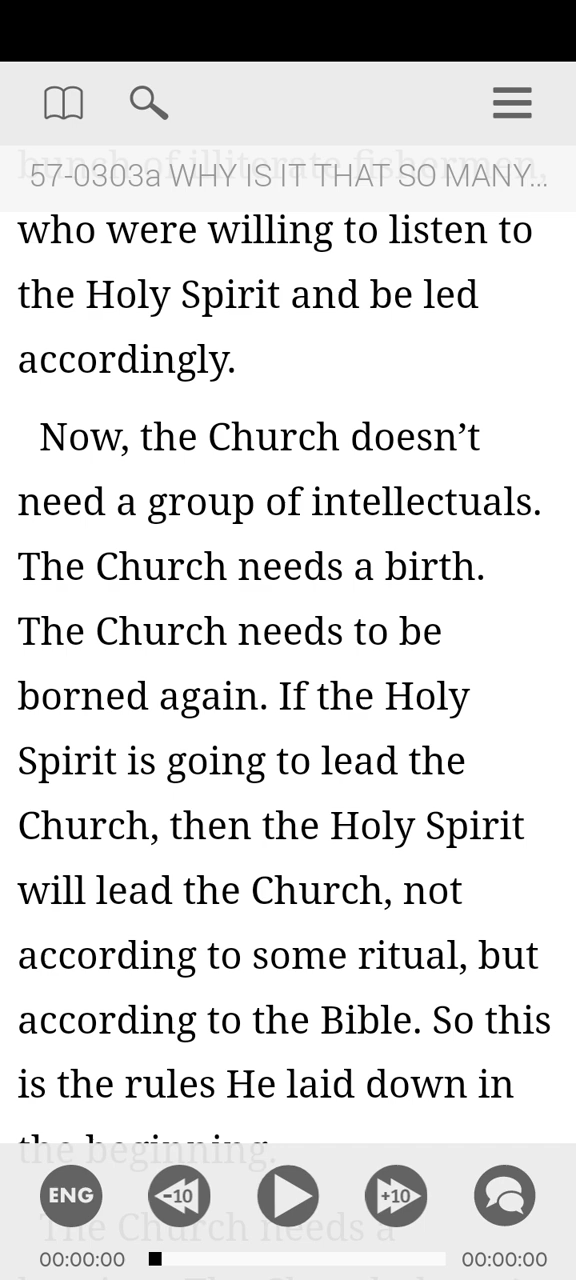 bunch of illiterate fishermen,
57-0303a WHY IS IT THAT SO MANY...
who were willing to listen to
the Holy Spirit and be led
accordingly.
Now, the Church doesn’t
need a group of intellectuals.
The Church needs a birth.
The Church needs to be
borned again. If the Holy
Spirit is going to lead the
Church, then the Holy Spirit
will lead the Church, not
according to some ritual, but
according to the Bible. So this
is the rules He laid down in
the beginning.
ENG
-10
+10
The Church needs a
00:00:00
00:00:00